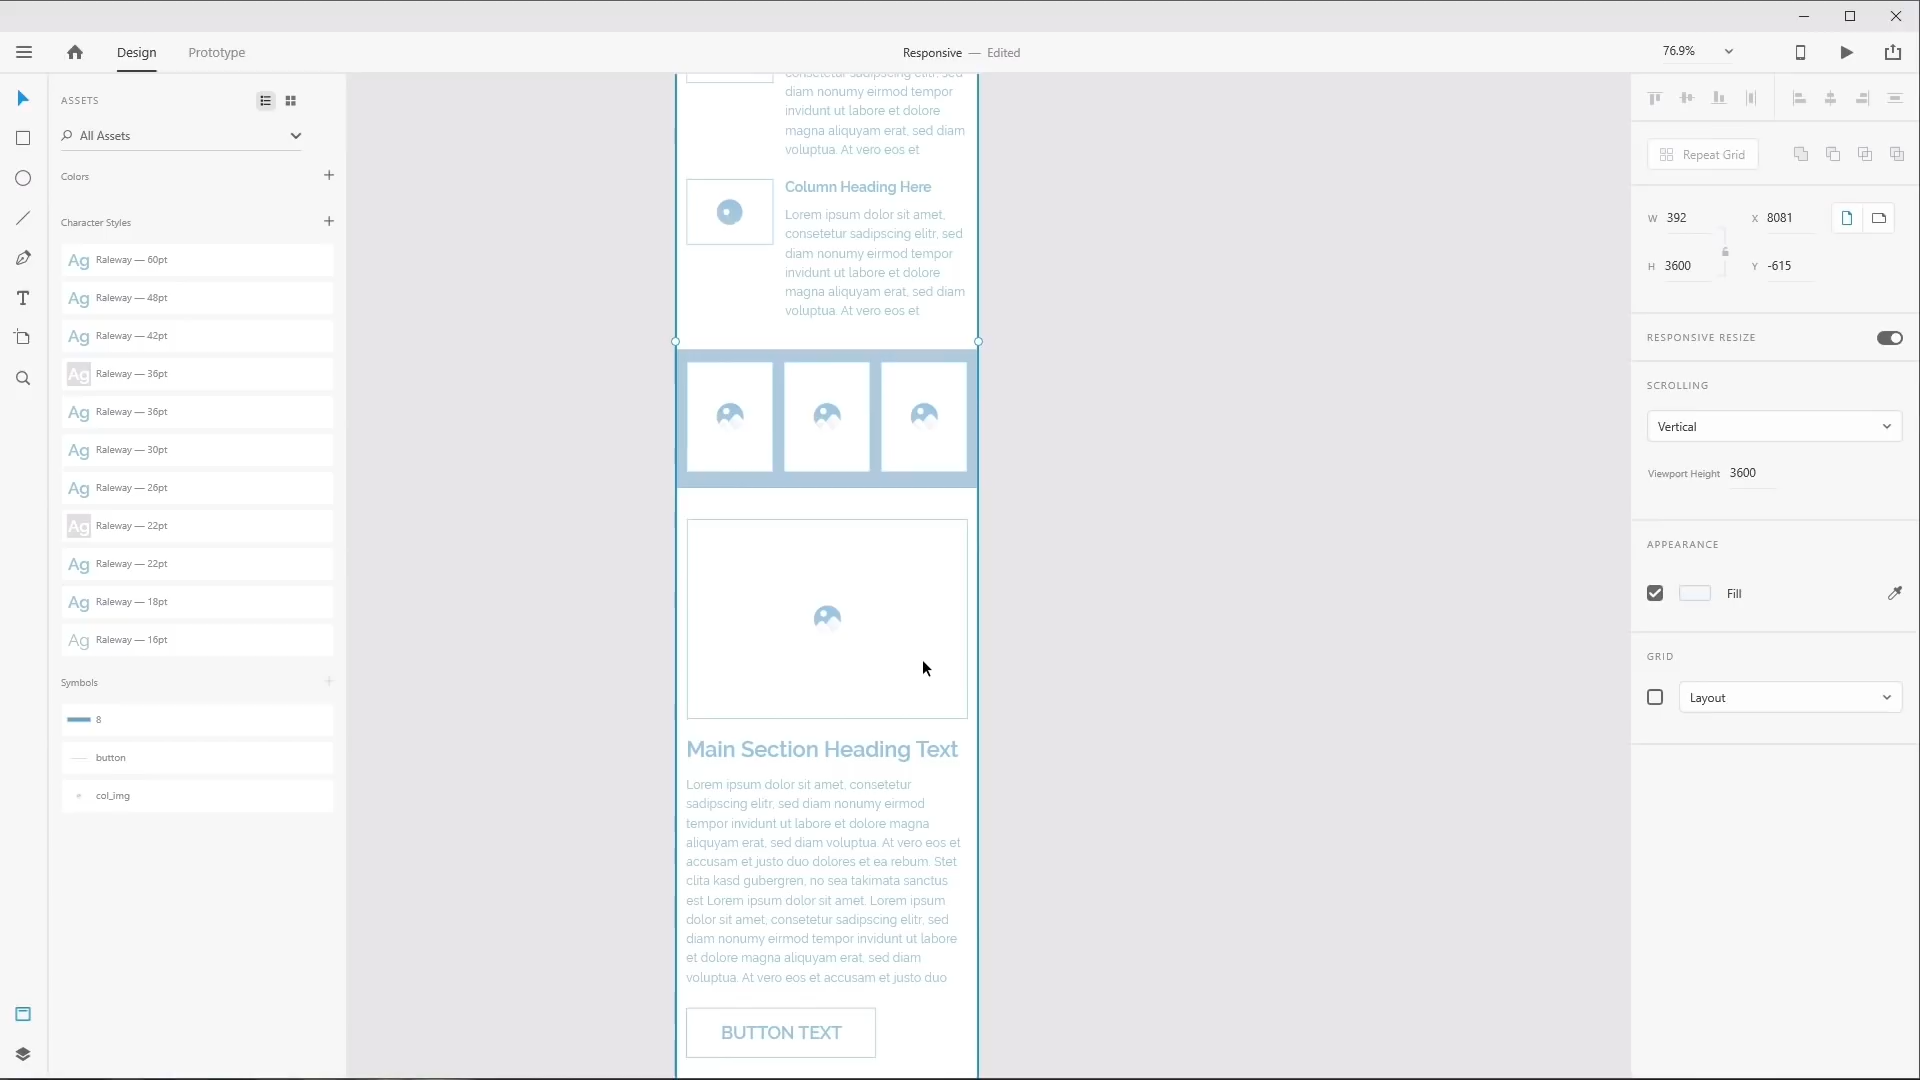 Design
Prototype
Responsive — Edited
76.9%
ASSETS
All Assets
Colors
Character Styles
Ag Raleway — 60pt
Ag Raleway — 48pt
Ag Raleway — 42pt
Ag Raleway — 36pt
Ag Raleway — 36pt
Ag Raleway — 30pt
Ag Raleway — 26pt
Ag Raleway — 22pt
Ag Raleway — 22pt
Ag Raleway — 18pt
Ag Raleway — 16pt
Symbols
8
button
col_img
consetetur sadipscing elitr, sed
diam nonumy eirmod tempor
invidunt ut labore et dolore
magna aliquyam erat, sed diam
voluptua. At vero eos et
Column Heading Here
Lorem ipsum dolor sit amet,
consetetur sadipscing elitr, sed
diam nonumy eirmod tempor
invidunt ut labore et dolore
magna aliquyam erat, sed diam
voluptua. At vero eos et
Main Section Heading Text
Lorem ipsum dolor sit amet, consetetur
sadipscing elitr, sed diam nonumy eirmod
tempor invidunt ut labore et dolore magna
aliquyam erat, sed diam voluptua. At vero eos et
accusam et justo duo dolores et ea rebum. Stet
clita kasd gubergren, no sea takimata sanctus
est Lorem ipsum dolor sit amet. Lorem ipsum
dolor sit amet, consetetur sadipscing elitr, sed
diam nonumy eirmod tempor invidunt ut labore
et dolore magna aliquyam erat, sed diam
voluptua. At vero eos et accusam et justo duo
BUTTON TEXT
Repeat Grid
W 392
X 8081
H 3600
Y -615
RESPONSIVE RESIZE
SCROLLING
Vertical
Viewport Height 3600
APPEARANCE
Fill
GRID
Layout